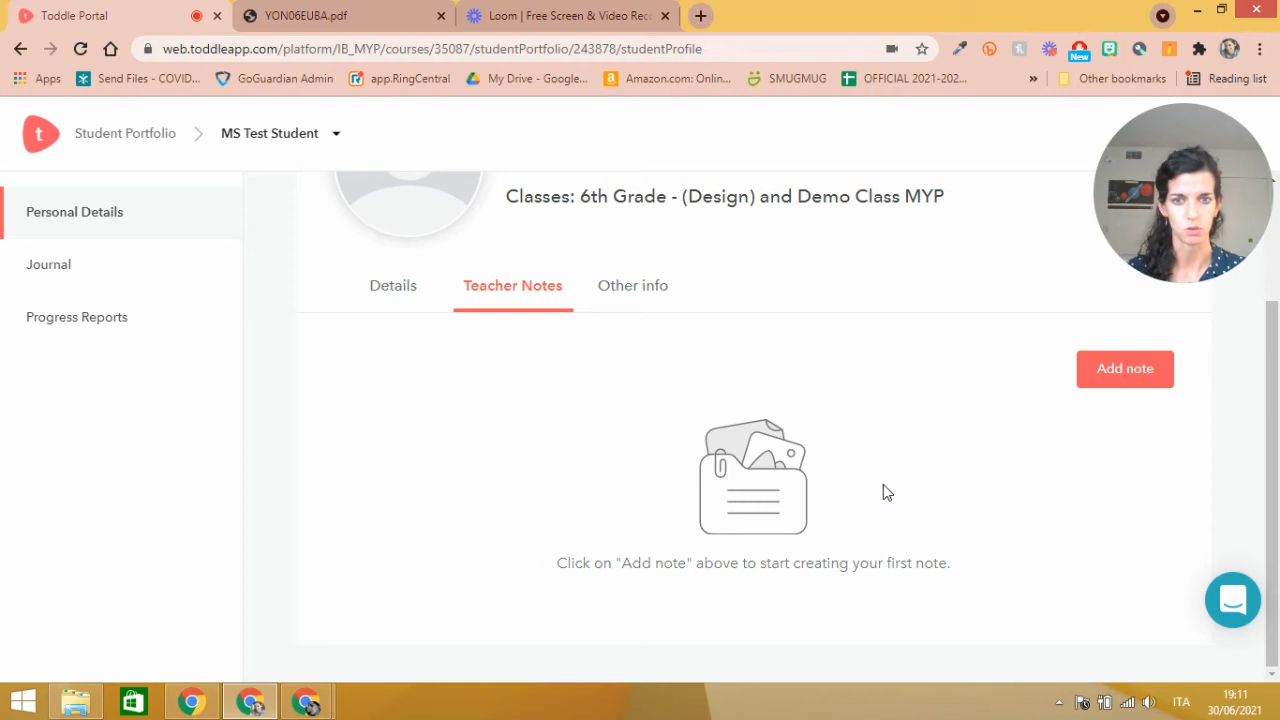 Toddle Portal
YON06EUBA.pdf
Loom | Free Screen & Video Reco
web.toddleapp.com/platform/IB_MYP/courses/35087/studentPortfolio/243878/studentProfile
New
Apps
Send Files - COVID...
GoGuardian Admin
app.RingCentral
My Drive - Google...
Amazon.com: Onlin...
SMUGMUG
OFFICIAL 2021-202...
»
Other bookmarks
Reading list
t
Student Portfolio
MS Test Student
Personal Details
Journal
Progress Reports
Classes: 6th Grade - (Design) and Demo Class MYP
Details
Teacher Notes
Other info
Add note
Click on "Add note" above to start creating your first note.
ITA
19:11
30/06/2021